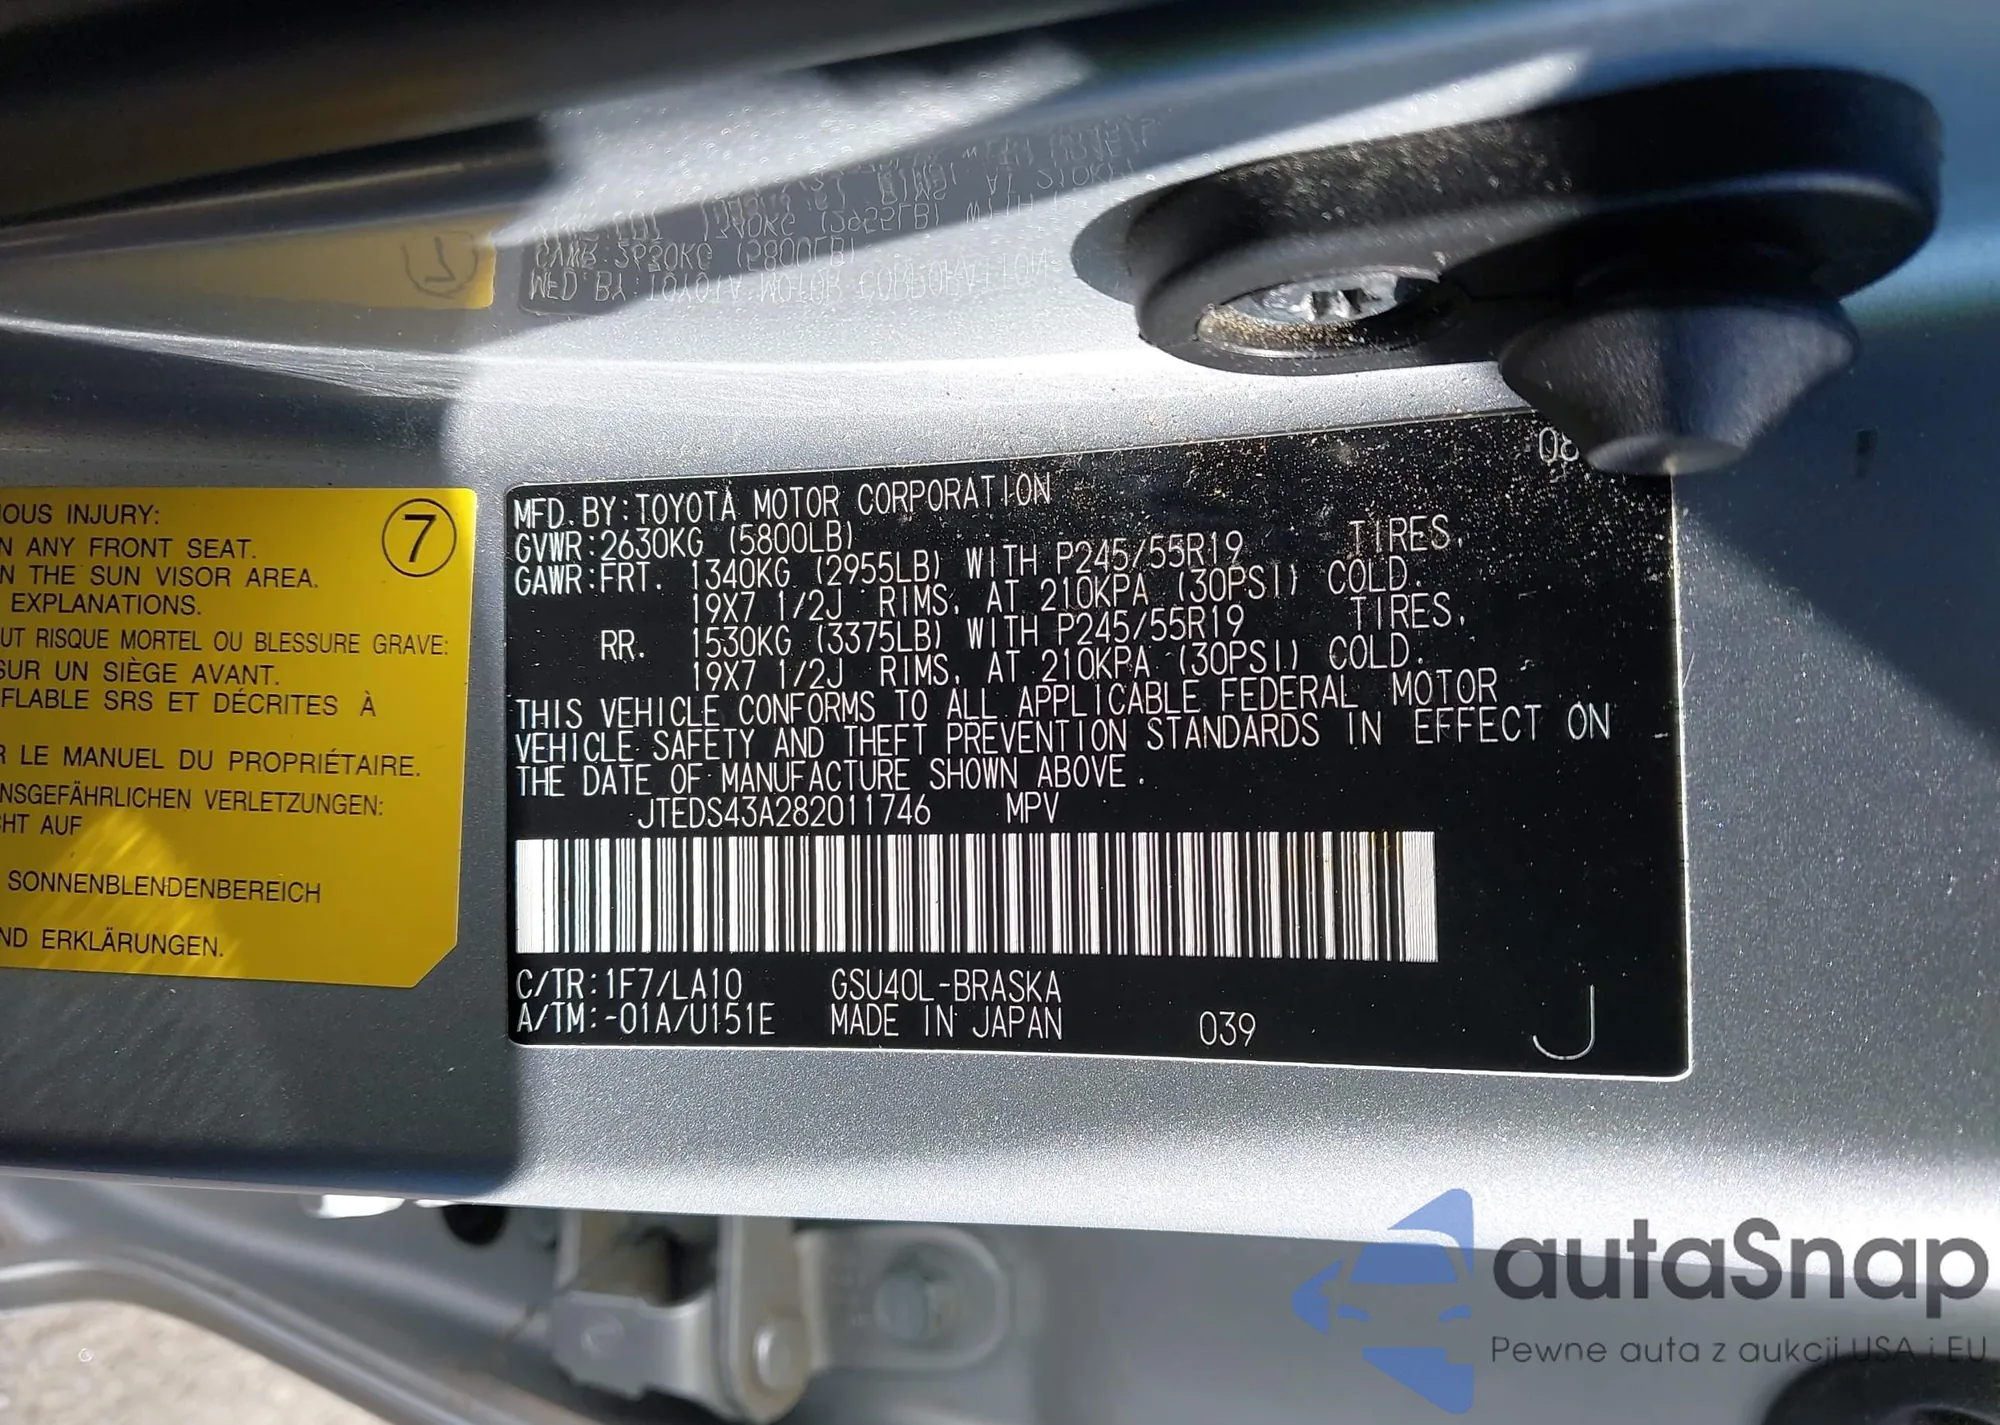 IOUS INJURY:
N ANY FRONT SEAT.
N THE SUN VISOR AREA.
EXPLANATIONS.
UT RISQUE MORTEL OU BLESSURE GRAVE:
SUR UN SIÈGE AVANT.
FLABLE SRS ET DÉCRITES À
R LE MANUEL DU PROPRIÉTAIRE.
NSGEFÄHRLICHEN VERLETZUNGEN:
CHT AUF
SONNENBLENDENBEREICH
ND ERKLÄRUNGEN.
7
08
MFD. BY: TOYOTA MOTOR CORPORATION
GVWR: 2630KG (5800LB)
GAWR: FRT. 1340KG (2955LB) WITH P245/55R19 TIRES,
19X7 1/2J RIMS, AT 210KPA (30PSI) COLD.
RR. 1530KG (3375LB) WITH P245/55R19 TIRES,
19X7 1/2J RIMS, AT 210KPA (30PSI) COLD.
THIS VEHICLE CONFORMS TO ALL APPLICABLE FEDERAL MOTOR
VEHICLE SAFETY AND THEFT PREVENTION STANDARDS IN EFFECT ON
THE DATE OF MANUFACTURE SHOWN ABOVE.
JTEDS43A282011746 MPV
C/TR: 1F7/LA10 GSU40L-BRASKA
A/TM: -01A/U151E MADE IN JAPAN 039 J
autaSnap
Pewne auta z aukcji USA i EU